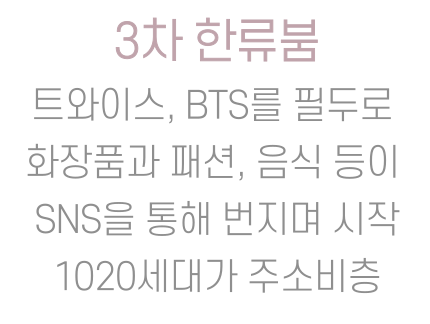 3차 한류붐
트와이스, BTS를 필두로
화장품과 패션, 음식 등이
SNS을 통해 번지며 시작
1020세대가 주소비층